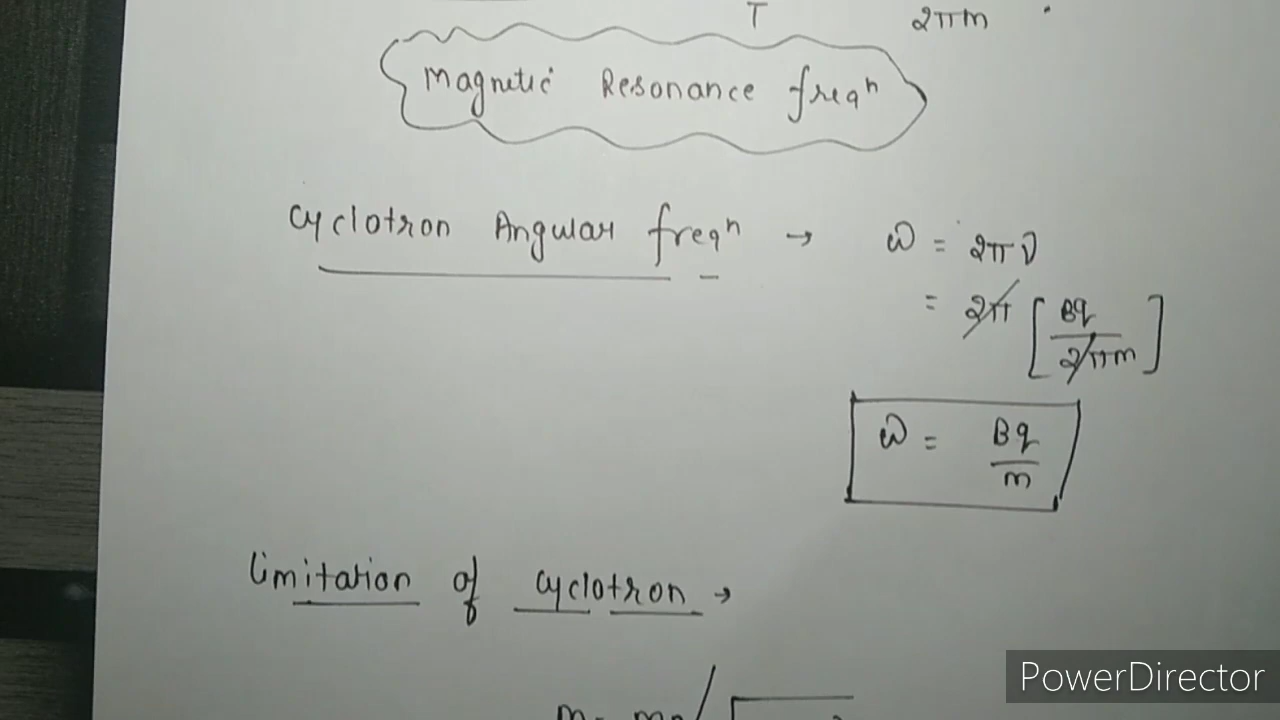 T 2πm
Magnetic Resonance freqⁿ
Cyclotron Angular freqⁿ → ω = 2πν
= 2π [Bq/2πm]
ω = Bq/m
Limitation of Cyclotron →
PowerDirector